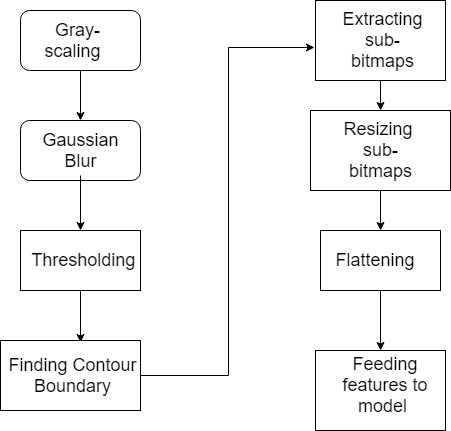 Gray-
scaling
Gaussian
Blur
Thresholding
Finding Contour
Boundary
Extracting
sub-
bitmaps
Resizing
sub-
bitmaps
Flattening
Feeding
features to
model